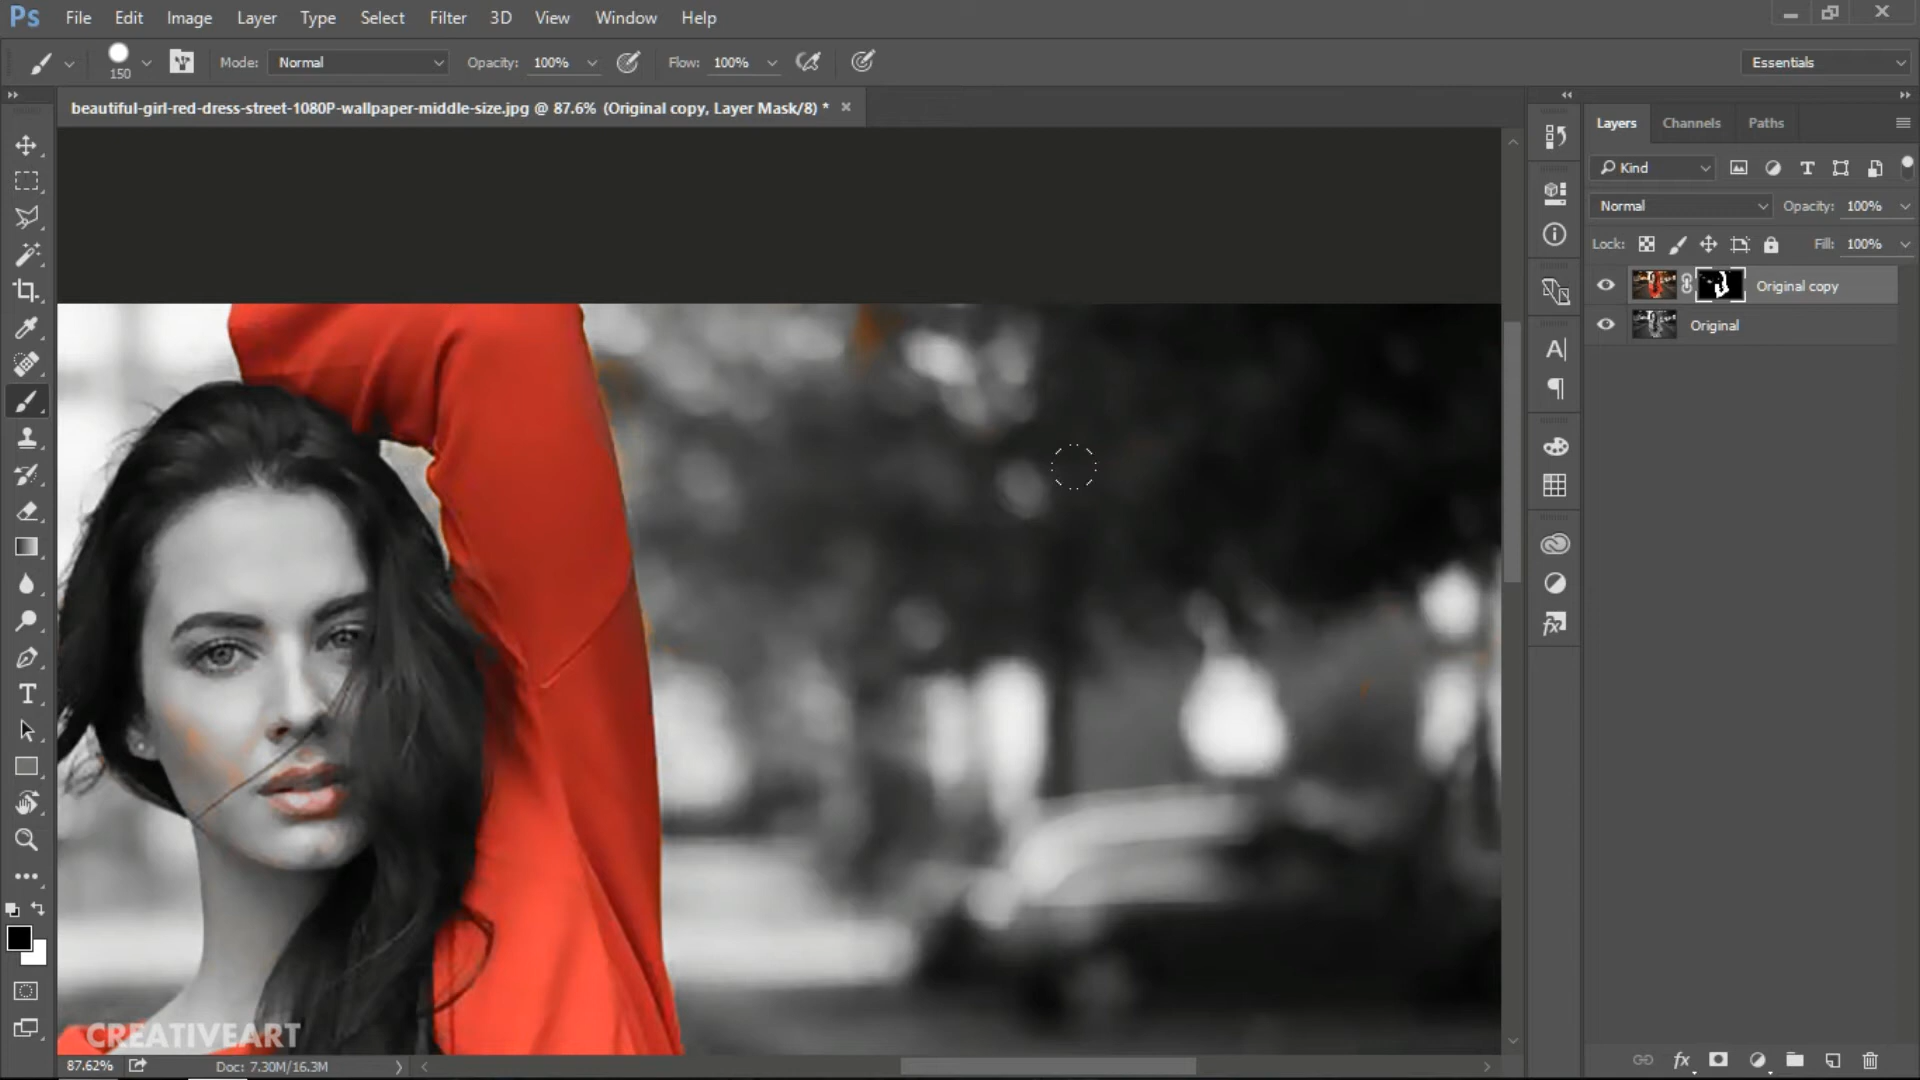 Ps File Edit Image Layer Type Select Filter 3D View Window Help
150 Mode: Normal Opacity: 100% Flow: 100% Essentials
beautiful-girl-red-dress-street-1080P-wallpaper-middle-size.jpg @ 87.6% (Original copy, Layer Mask/8) *
Layers Channels Paths
Kind
Normal Opacity: 100%
Lock: Fill: 100%
Original copy
Original
CREATIVEART
87.62% Doc: 7.30M/16.3M